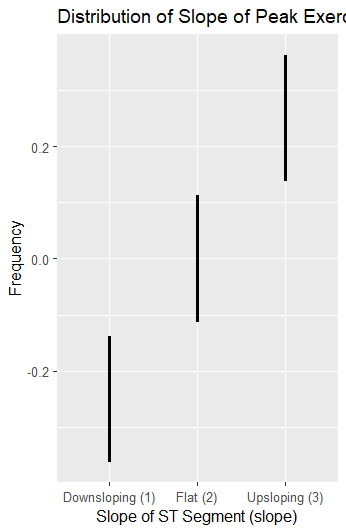 Distribution of Slope of Peak Exerc
Frequency
0.2
0.0
-0.2
Downsloping (1) Flat (2) Upsloping (3)
Slope of ST Segment (slope)